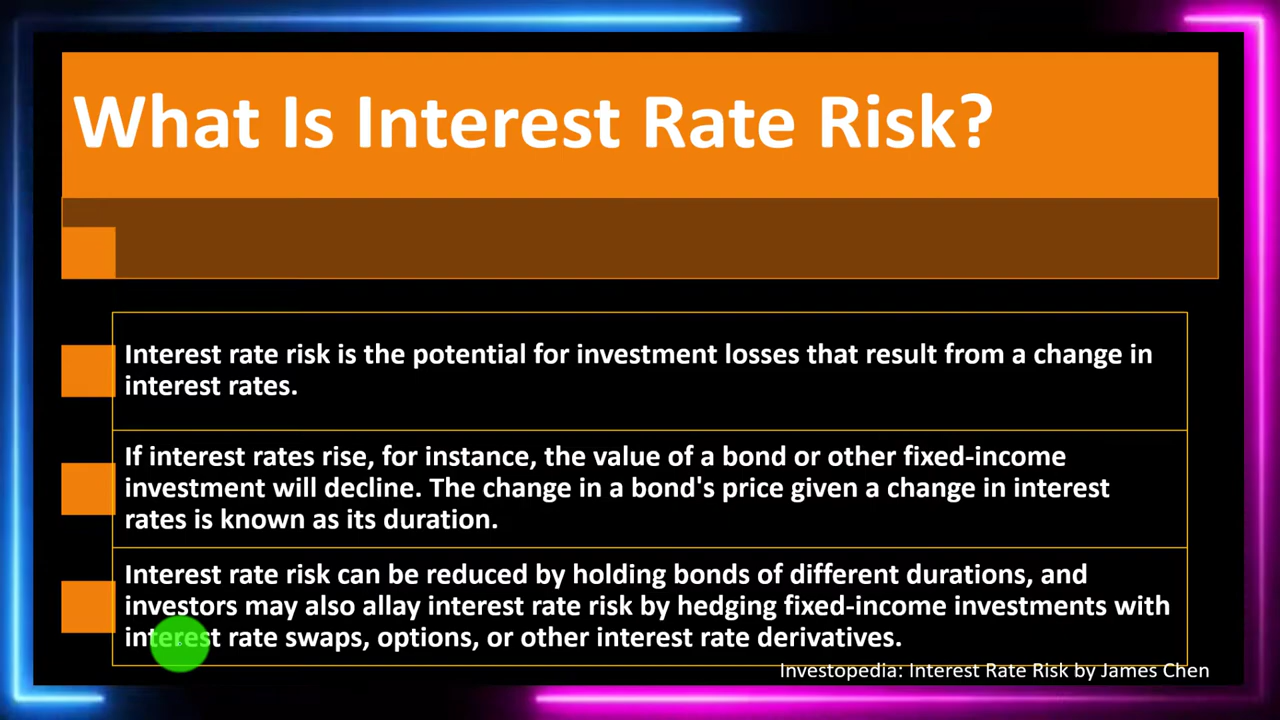 What Is Interest Rate Risk?
Interest rate risk is the potential for investment losses that result from a change in
interest rates.
If interest rates rise, for instance, the value of a bond or other fixed-income
investment will decline. The change in a bond's price given a change in interest
rates is known as its duration.
Interest rate risk can be reduced by holding bonds of different durations, and
investors may also allay interest rate risk by hedging fixed-income investments with
interest rate swaps, options, or other interest rate derivatives.
Investopedia: Interest Rate Risk by James Chen